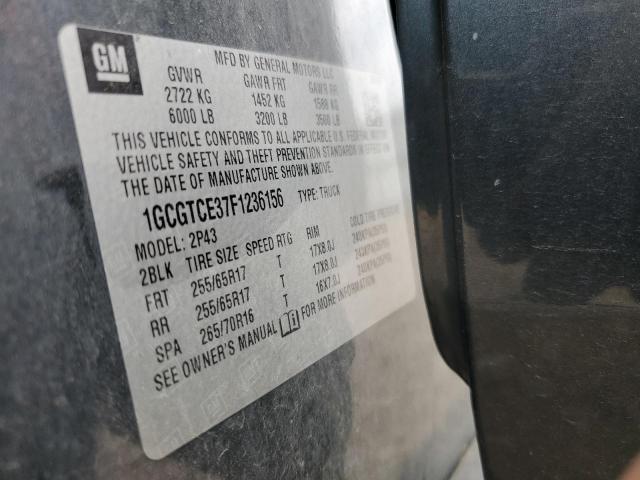 GM
MFD BY GENERAL MOTORS LLC
GVWR GAWR FRT GAWR RR
2722 KG 1452 KG 1588 KG
6000 LB 3200 LB 3500 LB
THIS VEHICLE CONFORMS TO ALL APPLICABLE U.S. FEDERAL MOTOR
VEHICLE SAFETY AND THEFT PREVENTION STANDARDS IN EFFECT ON
THE DATE OF MANUFACTURE SHOWN ABOVE.
1GCGTCE37F1236156 TYPE: TRUCK
MODEL: 2P43
2BLK TIRE SIZE SPEED RTG RIM COLD TIRE PRESSURE
FRT 255/65R17 T 17X8.0J
RR 255/65R17 T 17X8.0J
SPA 265/70R16 T 16X7.0J
SEE OWNER'S MANUAL FOR MORE INFORMATION